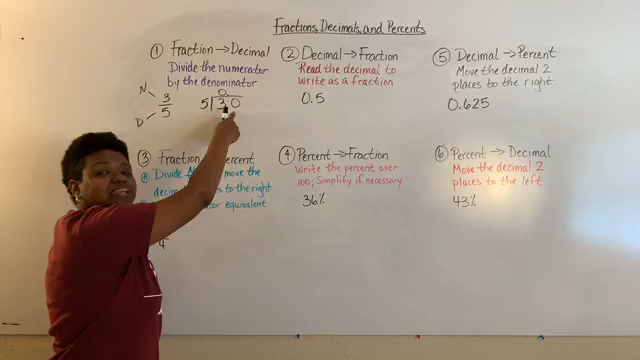 Fractions, Decimals, and Percents
① Fraction → Decimal
Divide the numerator
by the denominator
N
D
3
5
0.
5 3.0
② Decimal → Fraction
Read the decimal to
write as a fraction
0.5
⑤ Decimal → Percent
Move the decimal 2
places to the right
0.625
③ Fraction Percent
Divide move the
decimal to the right
equivalent
4
④ Percent → Fraction
Write the percent over
100; Simplify if necessary
36%
⑥ Percent → Decimal
Move the decimal 2
places to the left
43%